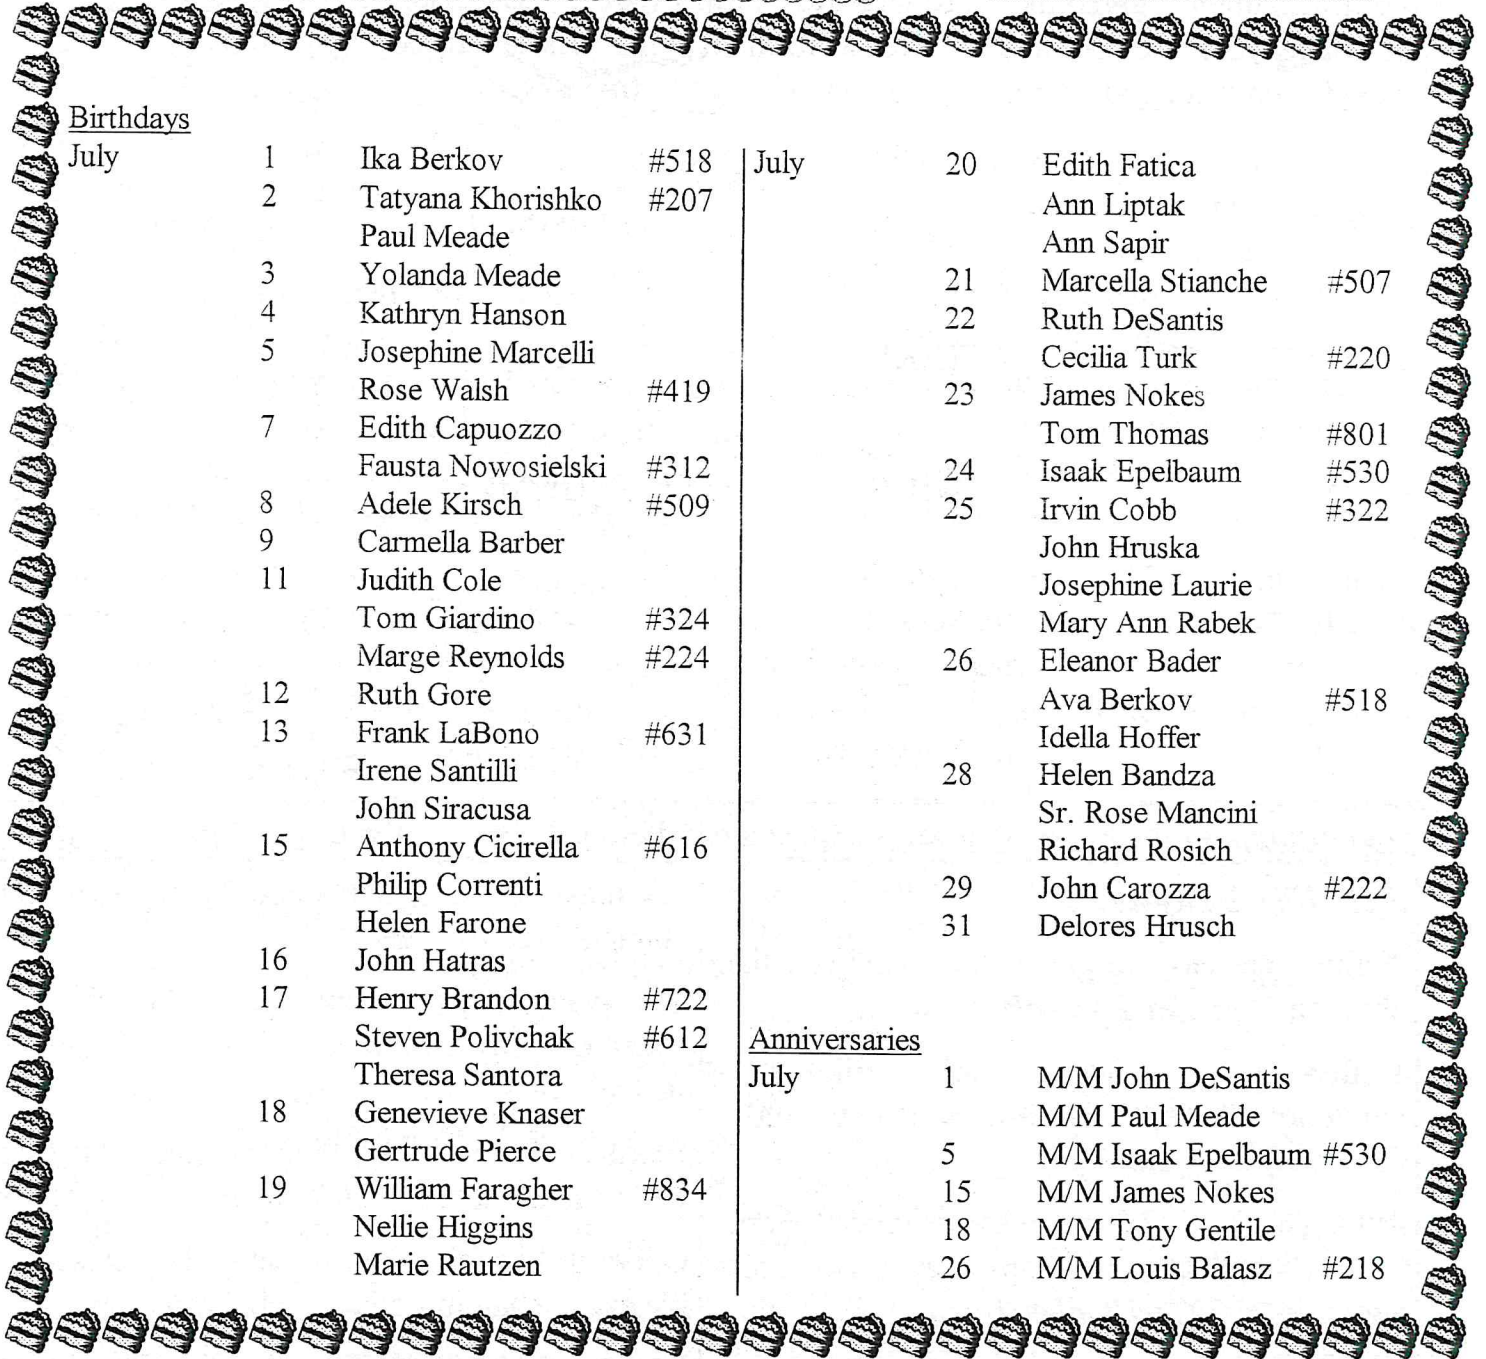 Birthdays
July 1 Ika Berkov #518
2 Tatyana Khorishko #207
Paul Meade
3 Yolanda Meade
4 Kathryn Hanson
5 Josephine Marcelli
Rose Walsh #419
7 Edith Capuozzo
Fausta Nowosielski #312
8 Adele Kirsch #509
9 Carmella Barber
11 Judith Cole
Tom Giardino #324
Marge Reynolds #224
12 Ruth Gore
13 Frank LaBono #631
Irene Santilli
John Siracusa
15 Anthony Cicirella #616
Philip Correnti
Helen Farone
16 John Hatras
17 Henry Brandon #722
Steven Polivchak #612
Theresa Santora
18 Genevieve Knaser
Gertrude Pierce
19 William Faragher #834
Nellie Higgins
Marie Rautzen
July 20 Edith Fatica
Ann Liptak
Ann Sapir
21 Marcella Stianche #507
22 Ruth DeSantis
Cecilia Turk #220
23 James Nokes
Tom Thomas #801
24 Isaak Epelbaum #530
25 Irvin Cobb #322
John Hruska
Josephine Laurie
Mary Ann Rabek
26 Eleanor Bader
Ava Berkov #518
Idella Hoffer
28 Helen Bandza
Sr. Rose Mancini
Richard Rosich
29 John Carozza #222
31 Delores Hrusch
Anniversaries
July 1 M/M John DeSantis
M/M Paul Meade
5 M/M Isaak Epelbaum #530
15 M/M James Nokes
18 M/M Tony Gentile
26 M/M Louis Balasz #218